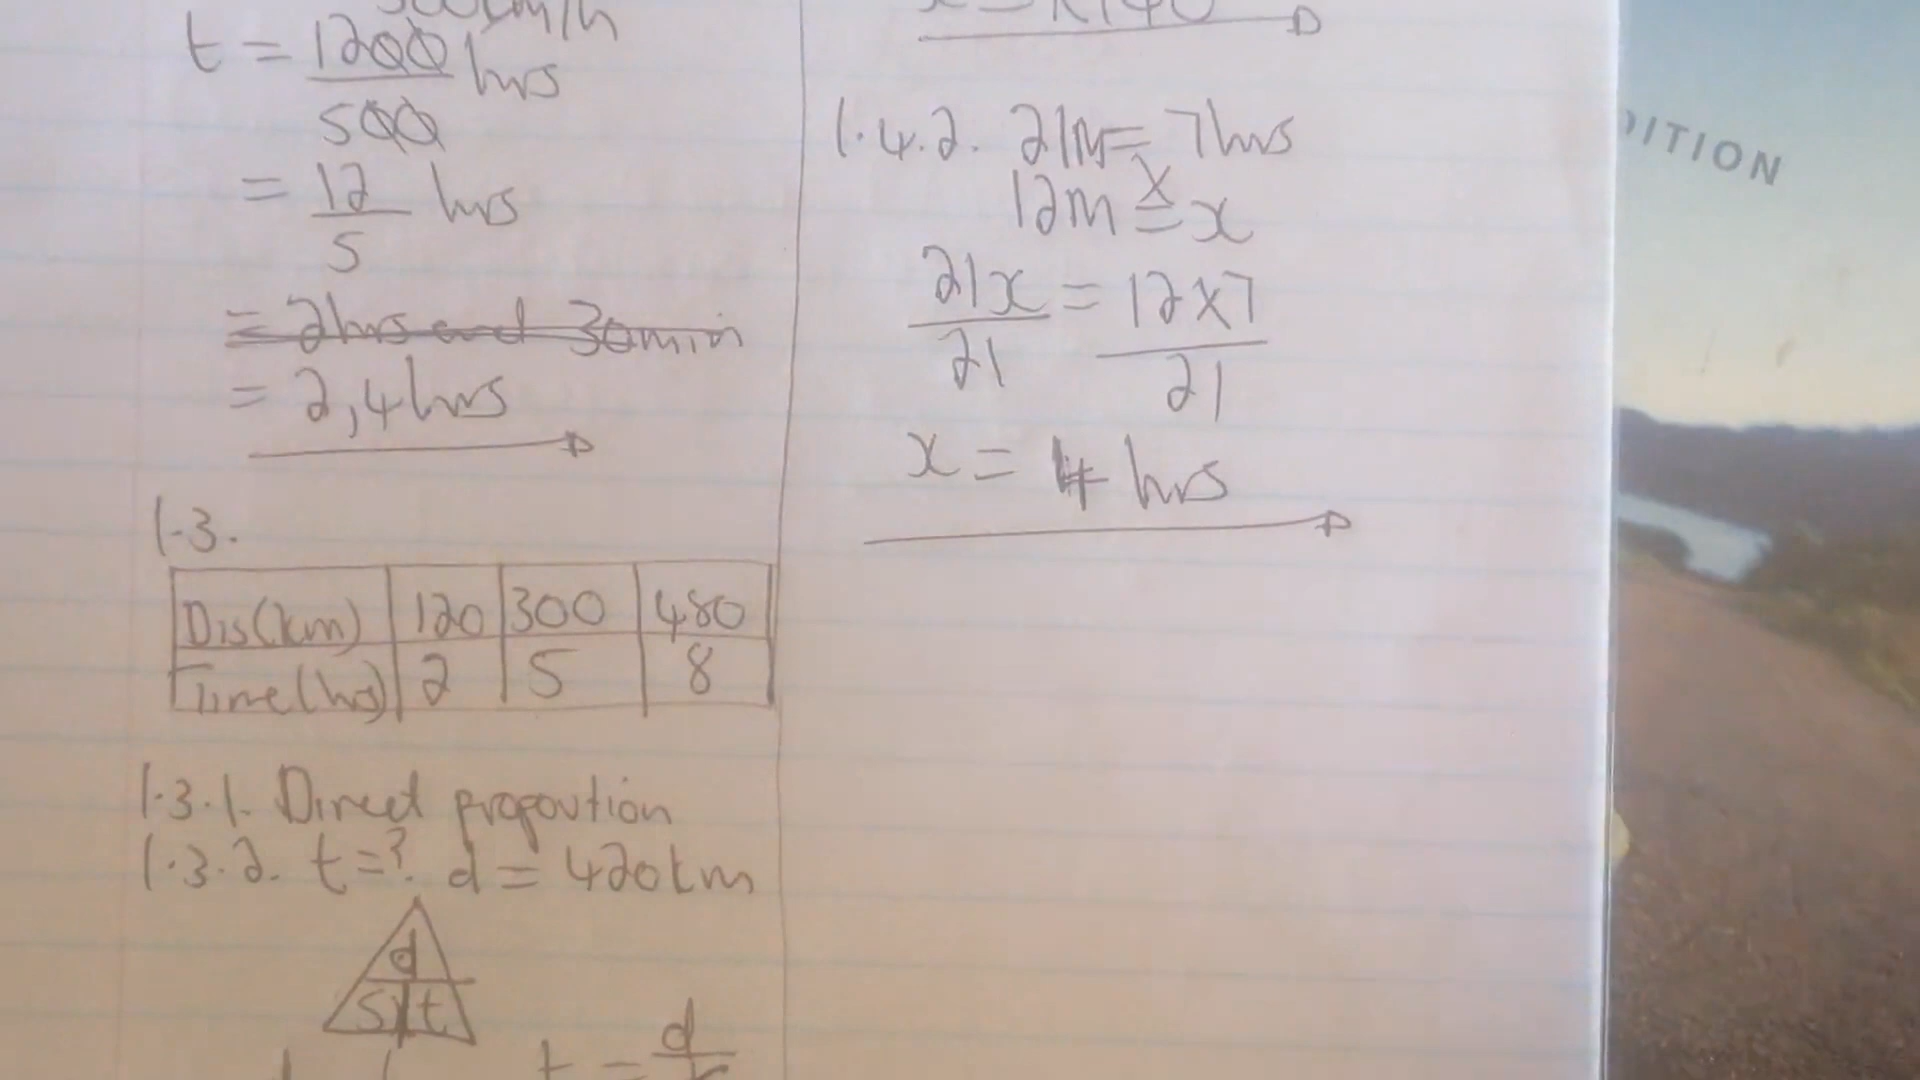 t = 1200 hrs
500
= 12 hrs
5
= 2hrs and 30min
= 2,4hrs
1.3.
Dis(km) 120 300 480
Time(hrs) 2 5 8
1.3.1. Direct proportion
1.3.2. t=? d = 420km
d
s x t
t = d
1.4.2. 21m = 7hrs
12m = x
21x = 12x7
21 21
x = 4 hrs
DITION